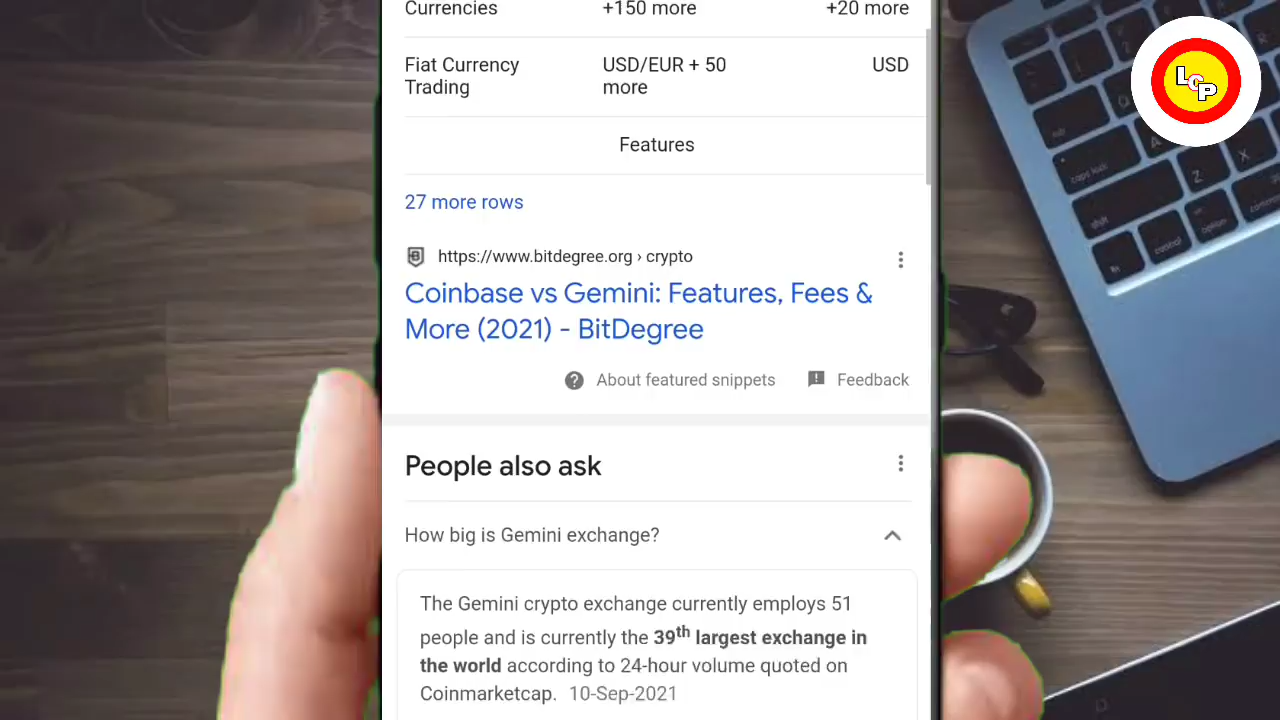 Currencies +150 more +20 more
Fiat Currency Trading USD/EUR + 50 more USD
Features
27 more rows
https://www.bitdegree.org › crypto
Coinbase vs Gemini: Features, Fees &
More (2021) - BitDegree
About featured snippets Feedback
People also ask
How big is Gemini exchange?
The Gemini crypto exchange currently employs 51
people and is currently the 39th largest exchange in
the world according to 24-hour volume quoted on
Coinmarketcap. 10-Sep-2021
LCP